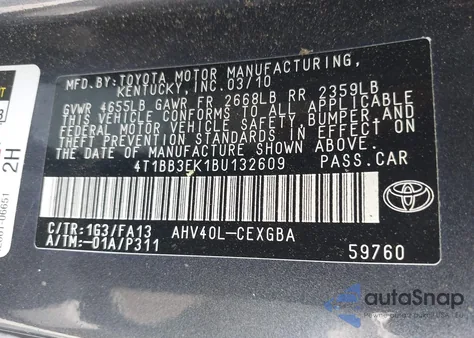 MFD.BY:TOYOTA MOTOR MANUFACTURING,
KENTUCKY,INC.03/10
GVWR 4655LB GAWR FR 2668LB RR 2359LB
THIS VEHICLE CONFORMS TO ALL APPLICABLE
FEDERAL MOTOR VEHICLE SAFETY,BUMPER,AND
THEFT PREVENTION STANDARDS IN EFFECT ON
THE DATE OF MANUFACTURE SHOWN ABOVE.
4T1BB3EK1BU132609 PASS.CAR
C/TR:1G3/FA13 AHV40L-CEXGBA
A/TM:-01A/P311
59760
TOYOTA
2H
autoSnap